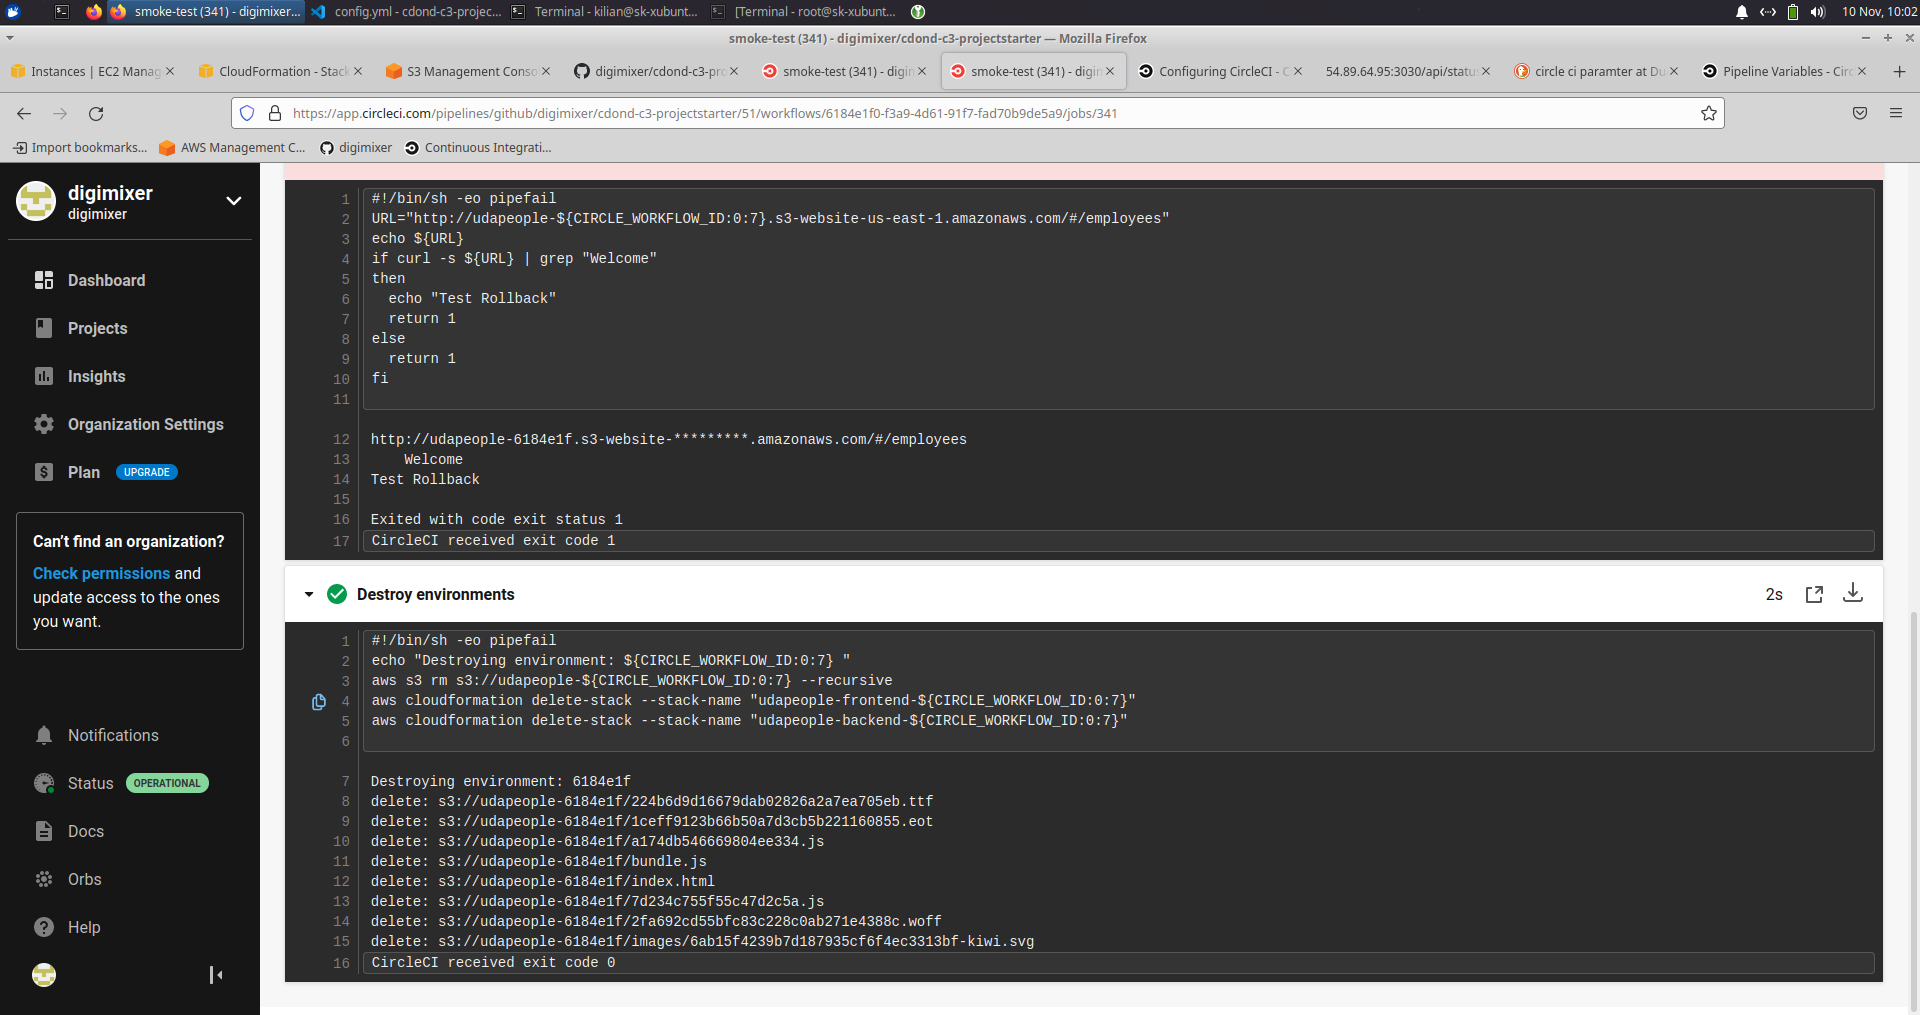 smoke-test (341) - digimixer...
config.yml - cdond-c3-projec...
Terminal - kilian@sk-xubunt...
[Terminal - root@sk-xubunt...
10 Nov, 10:02
smoke-test (341) - digimixer/cdond-c3-projectstarter — Mozilla Firefox
Instances | EC2 Manag
CloudFormation - Stack
S3 Management Conso
digimixer/cdond-c3-pro
smoke-test (341) - digim
smoke-test (341) - digim
Configuring CircleCI - C
54.89.64.95:3030/api/status
circle ci paramter at Du
Pipeline Variables - Circ
https://app.circleci.com/pipelines/github/digimixer/cdond-c3-projectstarter/51/workflows/6184e1f0-f3a9-4d61-91f7-fad70b9de5a9/jobs/341
Import bookmarks...
AWS Management C...
digimixer
Continuous Integrati...
digimixer
digimixer
Dashboard
Projects
Insights
Organization Settings
Plan UPGRADE
Can't find an organization?
Check permissions and
update access to the ones
you want.
Notifications
Status OPERATIONAL
Docs
Orbs
Help
1 #!/bin/sh -eo pipefail
2 URL="http://udapeople-${CIRCLE_WORKFLOW_ID:0:7}.s3-website-us-east-1.amazonaws.com/#/employees"
3 echo ${URL}
4 if curl -s ${URL} | grep "Welcome"
5 then
6 echo "Test Rollback"
7 return 1
8 else
9 return 1
10 fi
11
12 http://udapeople-6184e1f.s3-website-*********.amazonaws.com/#/employees
13 Welcome
14 Test Rollback
15
16 Exited with code exit status 1
17 CircleCI received exit code 1
Destroy environments
2s
1 #!/bin/sh -eo pipefail
2 echo "Destroying environment: ${CIRCLE_WORKFLOW_ID:0:7} "
3 aws s3 rm s3://udapeople-${CIRCLE_WORKFLOW_ID:0:7} --recursive
4 aws cloudformation delete-stack --stack-name "udapeople-frontend-${CIRCLE_WORKFLOW_ID:0:7}"
5 aws cloudformation delete-stack --stack-name "udapeople-backend-${CIRCLE_WORKFLOW_ID:0:7}"
6
7 Destroying environment: 6184e1f
8 delete: s3://udapeople-6184e1f/224b6d9d16679dab02826a2a7ea705eb.ttf
9 delete: s3://udapeople-6184e1f/1ceff9123b66b50a7d3cb5b221160855.eot
10 delete: s3://udapeople-6184e1f/a174db546669804ee334.js
11 delete: s3://udapeople-6184e1f/bundle.js
12 delete: s3://udapeople-6184e1f/index.html
13 delete: s3://udapeople-6184e1f/7d234c755f55c47d2c5a.js
14 delete: s3://udapeople-6184e1f/2fa692cd55bfc83c228c0ab271e4388c.woff
15 delete: s3://udapeople-6184e1f/images/6ab15f4239b7d187935cf6f4ec3313bf-kiwi.svg
16 CircleCI received exit code 0